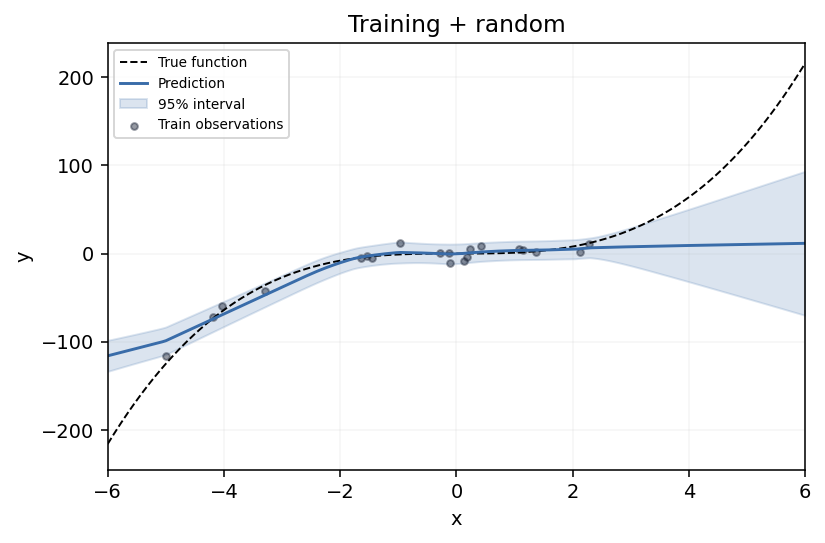 Training + random
True function
Prediction
95% interval
Train observations
200
100
0
−100
−200
y
−6
−4
−2
0
2
4
6
x